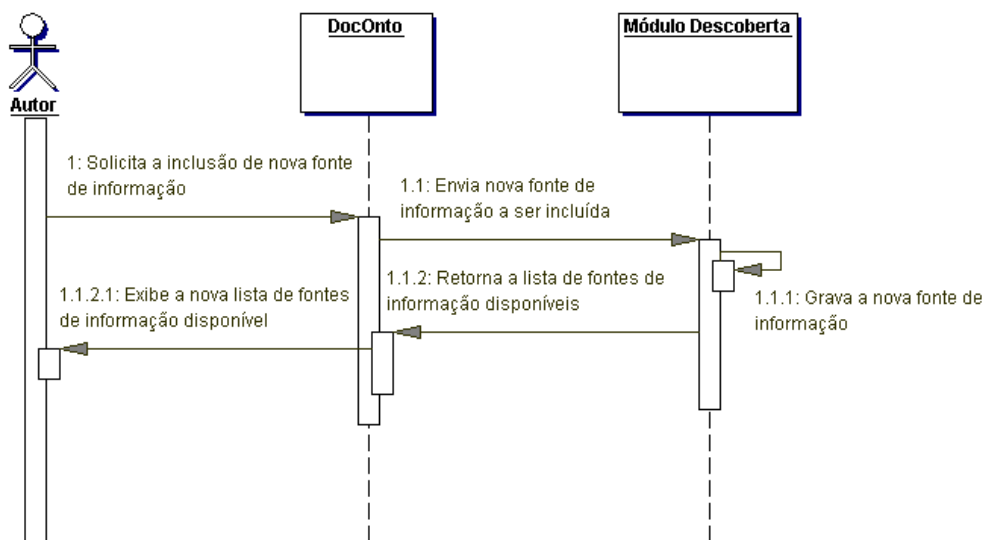 DocOnto
Módulo Descoberta
Autor
1: Solicita a inclusão de nova fonte
de informação
1.1: Envia nova fonte de
informação a ser incluída
1.1.2: Retorna a lista de fontes de
informação disponíveis
1.1.1: Grava a nova fonte de
informação
1.1.2.1: Exibe a nova lista de fontes
de informação disponível